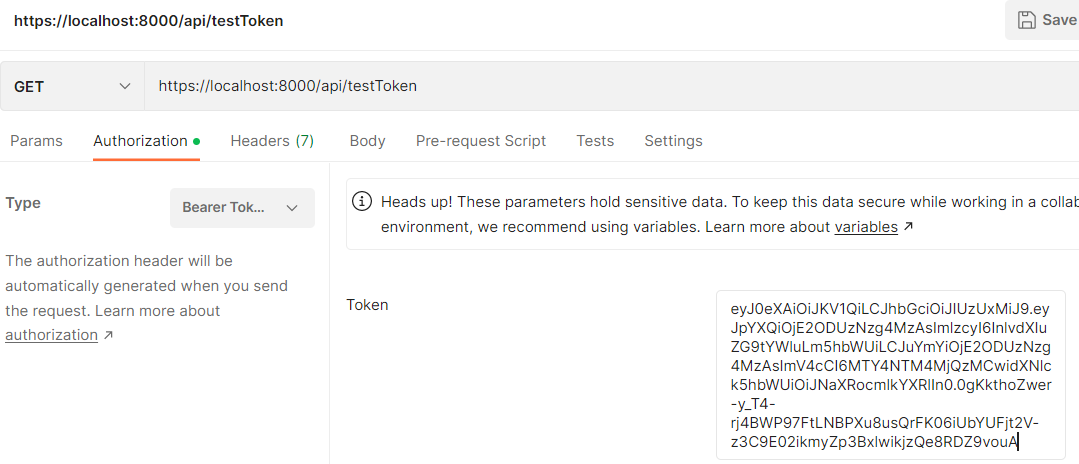 https://localhost:8000/api/testToken
Save
GET
https://localhost:8000/api/testToken
Params
Authorization
Headers (7)
Body
Pre-request Script
Tests
Settings
Type
Bearer Tok...
The authorization header will be
automatically generated when you send
the request. Learn more about
authorization ↗
Heads up! These parameters hold sensitive data. To keep this data secure while working in a collab
environment, we recommend using variables. Learn more about variables ↗
Token
eyJ0eXAiOiJKV1QiLCJhbGciOiJIUzUxMiJ9.ey
JpYXQiOjE2ODUzNzg4MzAsImlzcyI6InlvdXIu
ZG9tYWluLm5hbWUiLCJuYmYiOjE2ODUzNzg
4MzAsImV4cCI6MTY4NTM4MjQzMCwidXNlc
k5hbWUiOiJNaXRocmlkYXRlIn0.0gKkthoZwer
-y_T4-
rj4BWP97FtLNBPXu8usQrFK06iUbYUFjt2V-
z3C9E02ikmyZp3BxlwikjzQe8RDZ9vouA